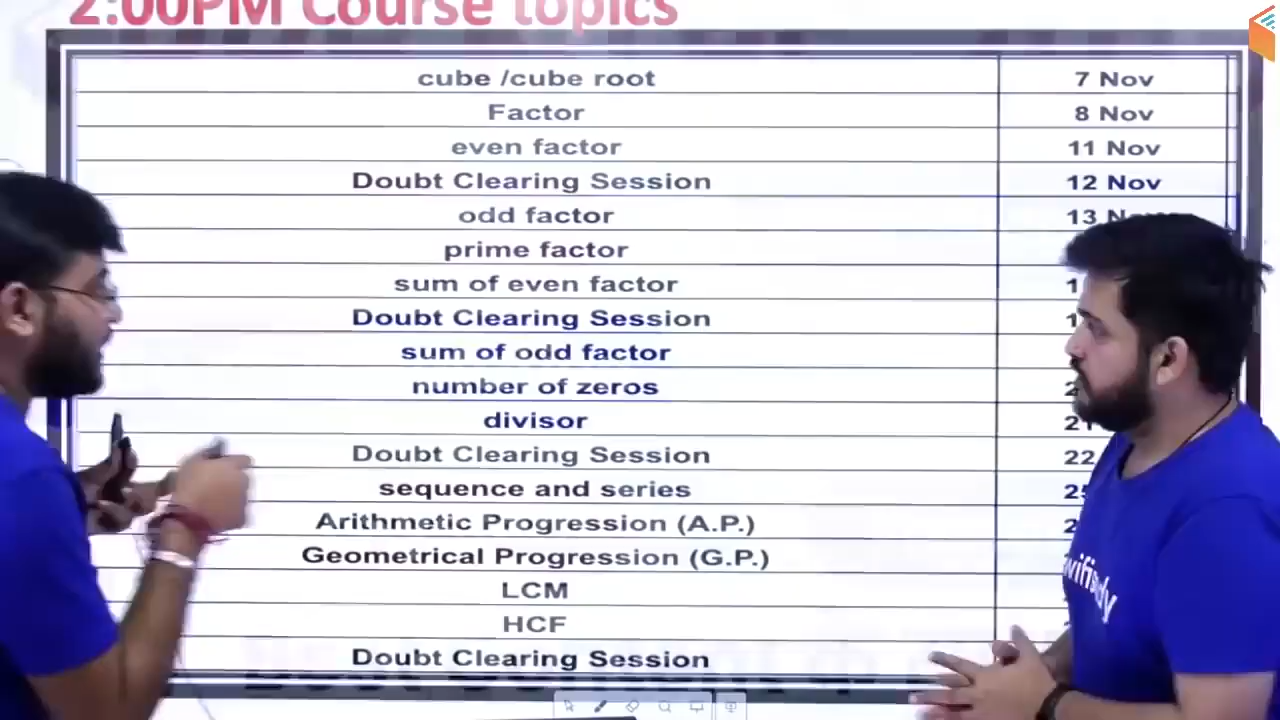 2:00PM Course topics
cube /cube root 7 Nov
Factor 8 Nov
even factor 11 Nov
Doubt Clearing Session 12 Nov
odd factor 13
prime factor
sum of even factor
Doubt Clearing Session
sum of odd factor
number of zeros
divisor 21
Doubt Clearing Session 22
sequence and series
Arithmetic Progression (A.P.)
Geometrical Progression (G.P.)
LCM
HCF
Doubt Clearing Session